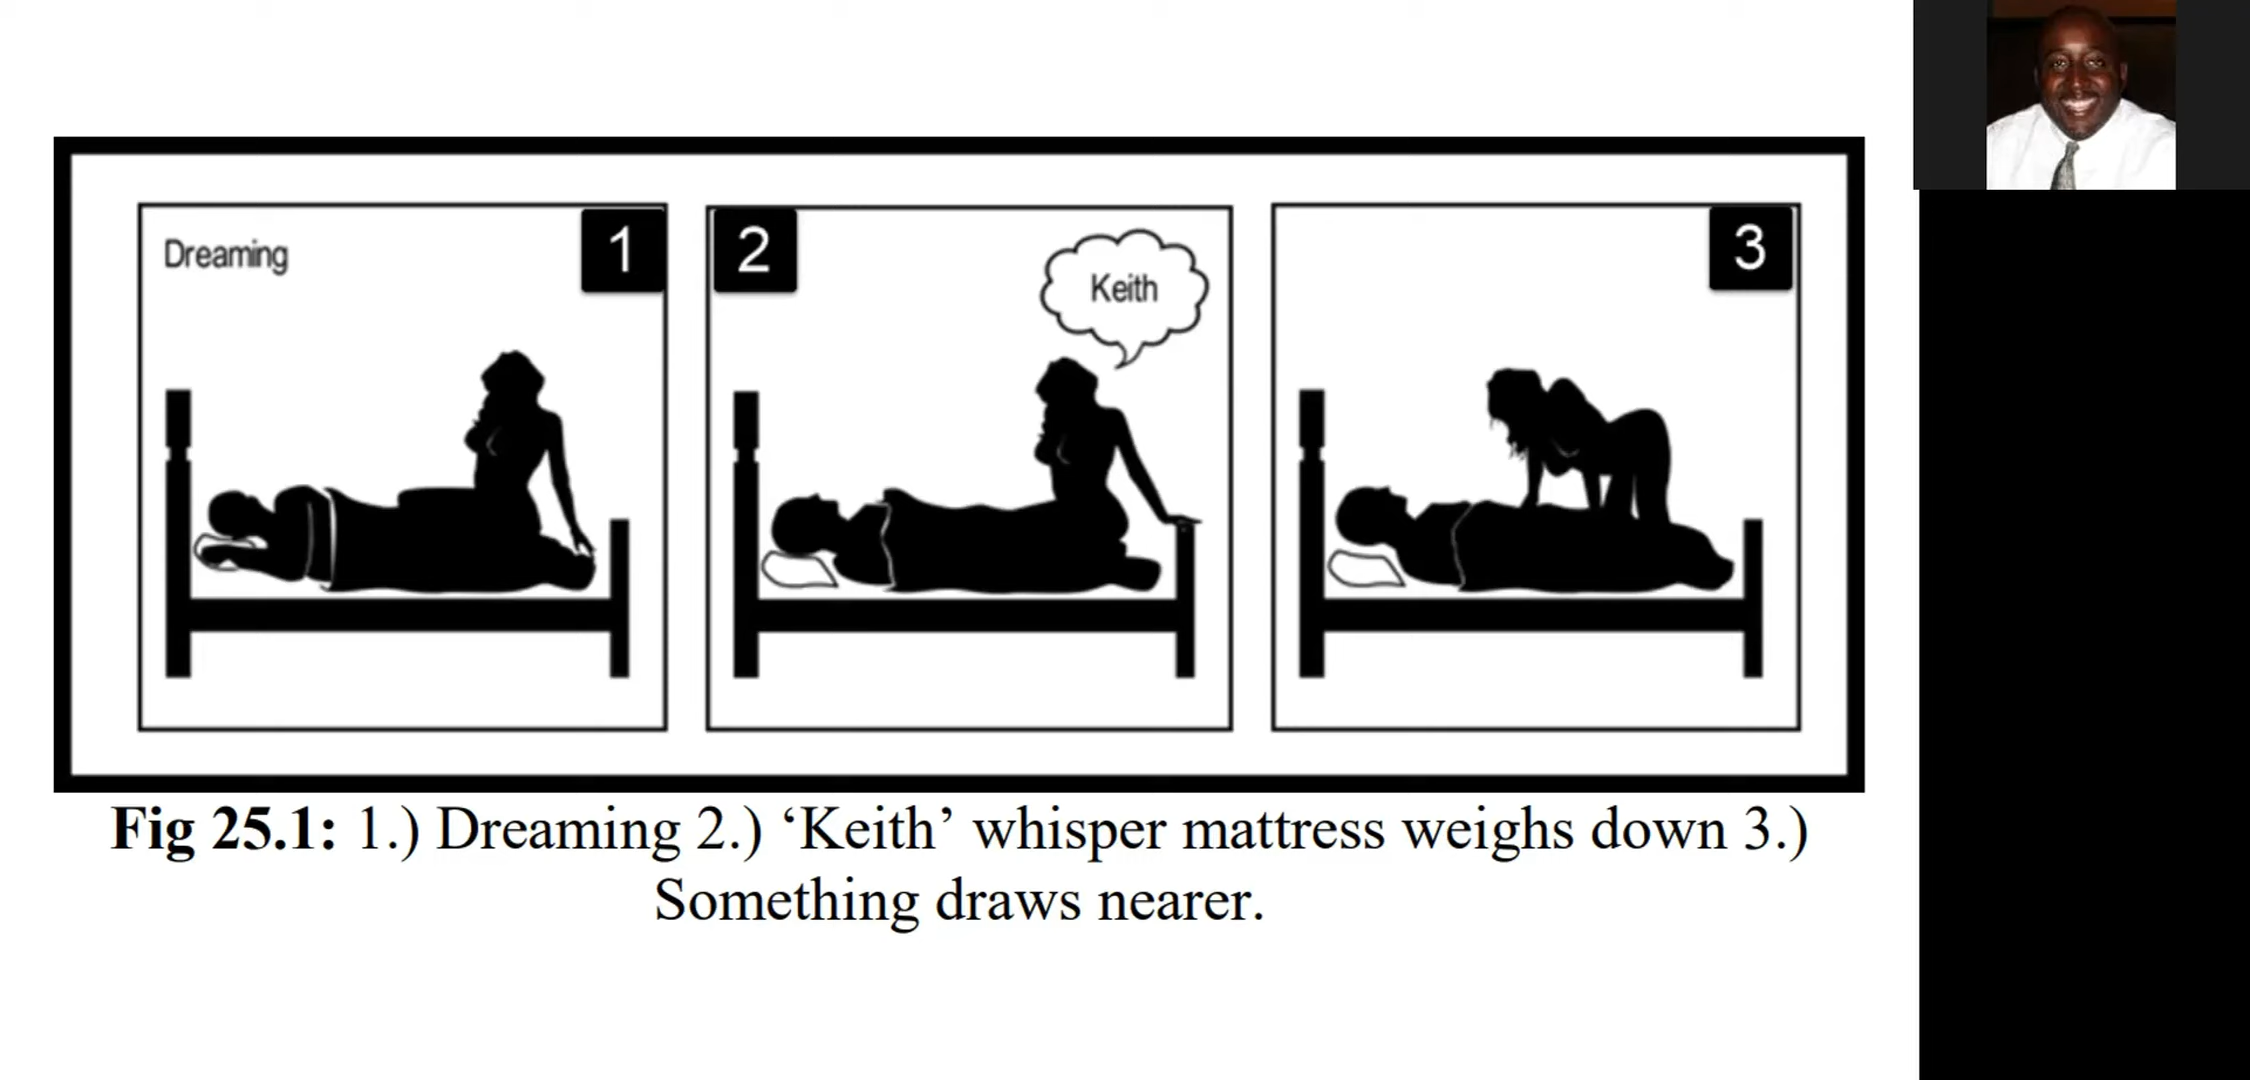 Dreaming
1
2
Keith
3
Fig 25.1: 1.) Dreaming 2.) ‘Keith’ whisper mattress weighs down 3.)
Something draws nearer.